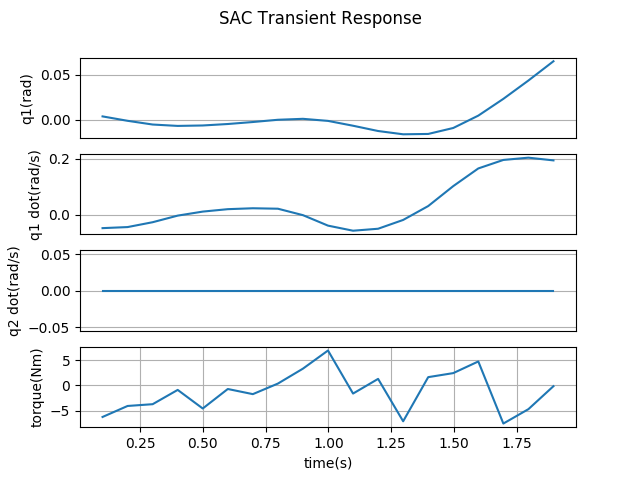 SAC Transient Response
q1(rad)
0.05
0.00
q1 dot(rad/s)
0.2
0.0
q2 dot(rad/s)
0.05
0.00
−0.05
torque(Nm)
5
0
−5
0.25 0.50 0.75 1.00 1.25 1.50 1.75
time(s)